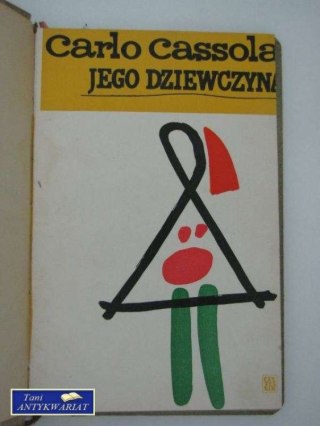 carlo cassola
JEGO DZIEWCZYNA
Tani
ANTYKWARIAT